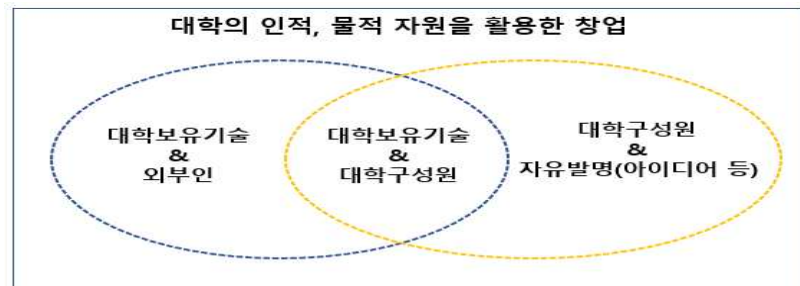 대학의 인적, 물적 자원을 활용한 창업
대학보유기술
&
외부인
대학보유기술
&
대학구성원
대학구성원
&
자유발명(아이디어 등)